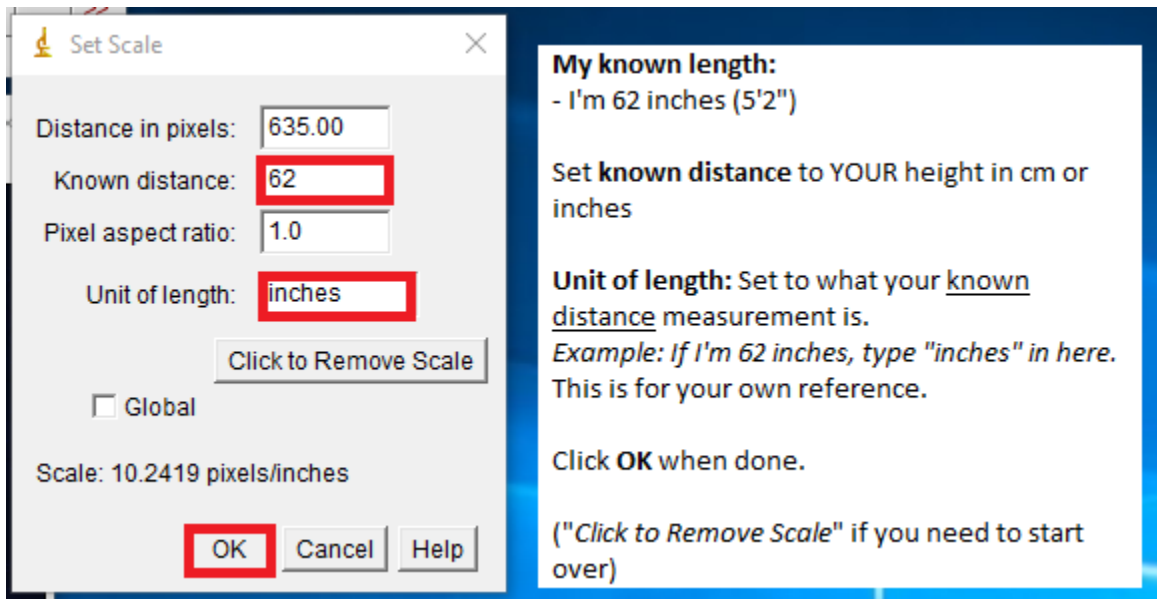 Set Scale
Distance in pixels: 635.00
Known distance: 62
Pixel aspect ratio: 1.0
Unit of length: inches
Click to Remove Scale
Global
Scale: 10.2419 pixels/inches
OK Cancel Help
My known length:
- I'm 62 inches (5'2")
Set known distance to YOUR height in cm or
inches
Unit of length: Set to what your known
distance measurement is.
Example: If I'm 62 inches, type "inches" in here.
This is for your own reference.
Click OK when done.
("Click to Remove Scale" if you need to start
over)